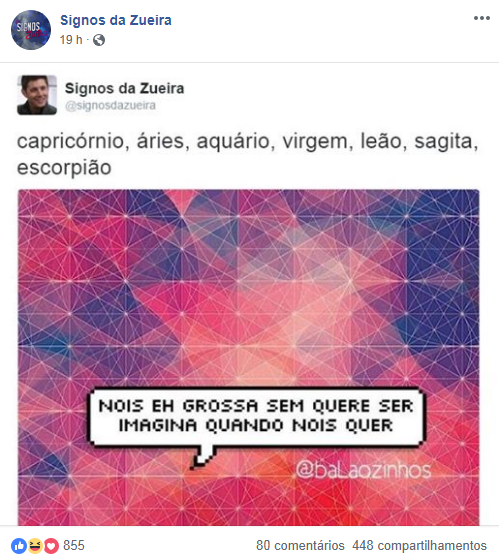 Signos da Zueira
19 h ·
SIGNOS
Signos da Zueira
@signosdazueira
capricórnio, áries, aquário, virgem, leão, sagita,
escorpião
NOIS EH GROSSA SEM QUERE SER
IMAGINA QUANDO NOIS QUER
@baLaozinhos
855
80 comentários 448 compartilhamentos